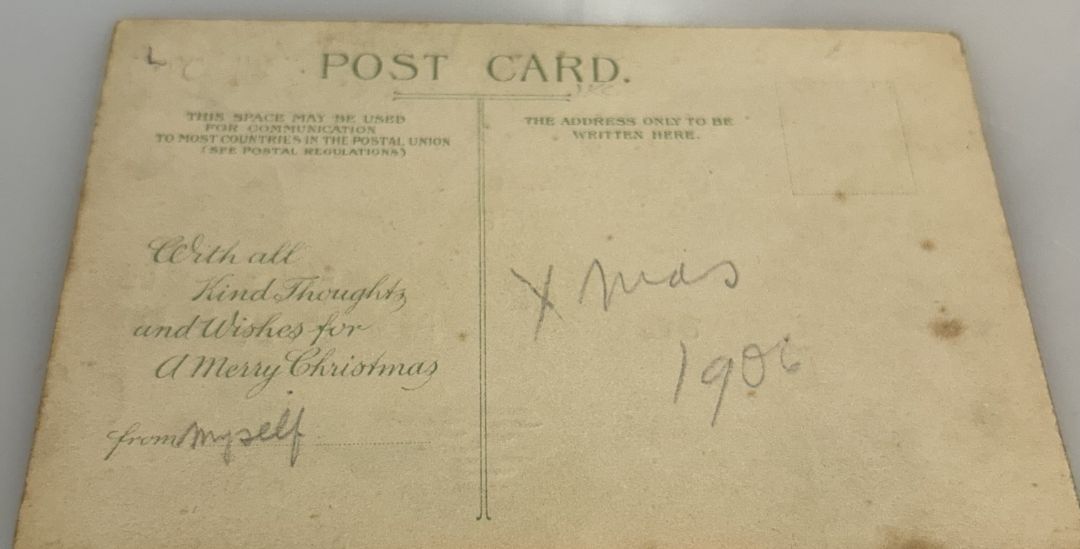 POST CARD.
THIS SPACE MAY BE USED
FOR COMMUNICATION
TO MOST COUNTRIES IN THE POSTAL UNION
(SEE POSTAL REGULATIONS)
With all
Kind Thoughts
and Wishes for
A Merry Christmas
from myself
THE ADDRESS ONLY TO BE
WRITTEN HERE.
Xmas
1906